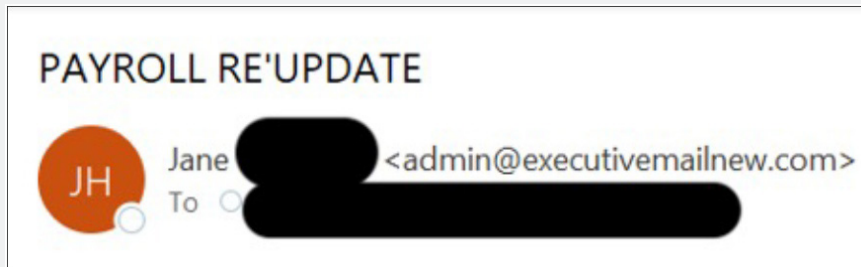 PAYROLL RE'UPDATE
JH
Jane <admin@executivemailnew.com>
To